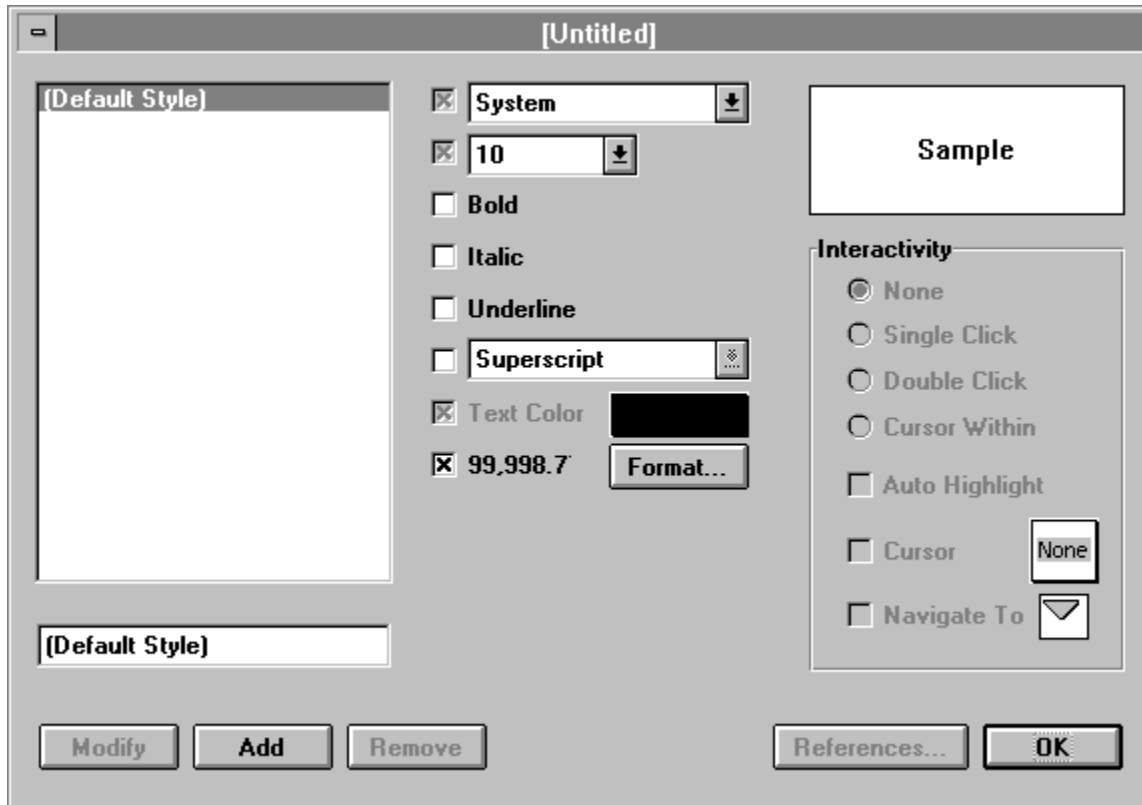 [Untitled]
(Default Style)
(Default Style)
System
10
Bold
Italic
Underline
Superscript
Text Color
99,998.7
Format...
Sample
Interactivity
None
Single Click
Double Click
Cursor Within
Auto Highlight
Cursor
None
Navigate To
Modify
Add
Remove
References...
OK